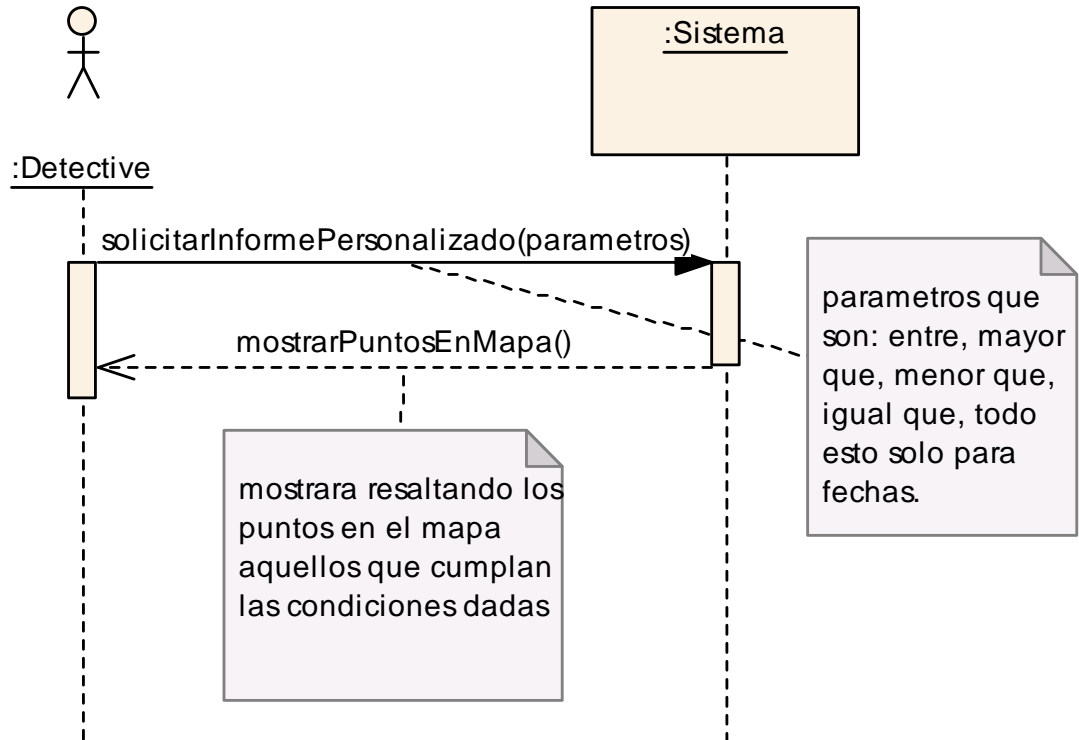 :Sistema
:Detective
solicitarInformePersonalizado(parametros)
mostrarPuntosEnMapa()
parametros que
son: entre, mayor
que, menor que,
igual que, todo
esto solo para
fechas.
mostrara resaltando los
puntos en el mapa
aquellos que cumplan
las condiciones dadas